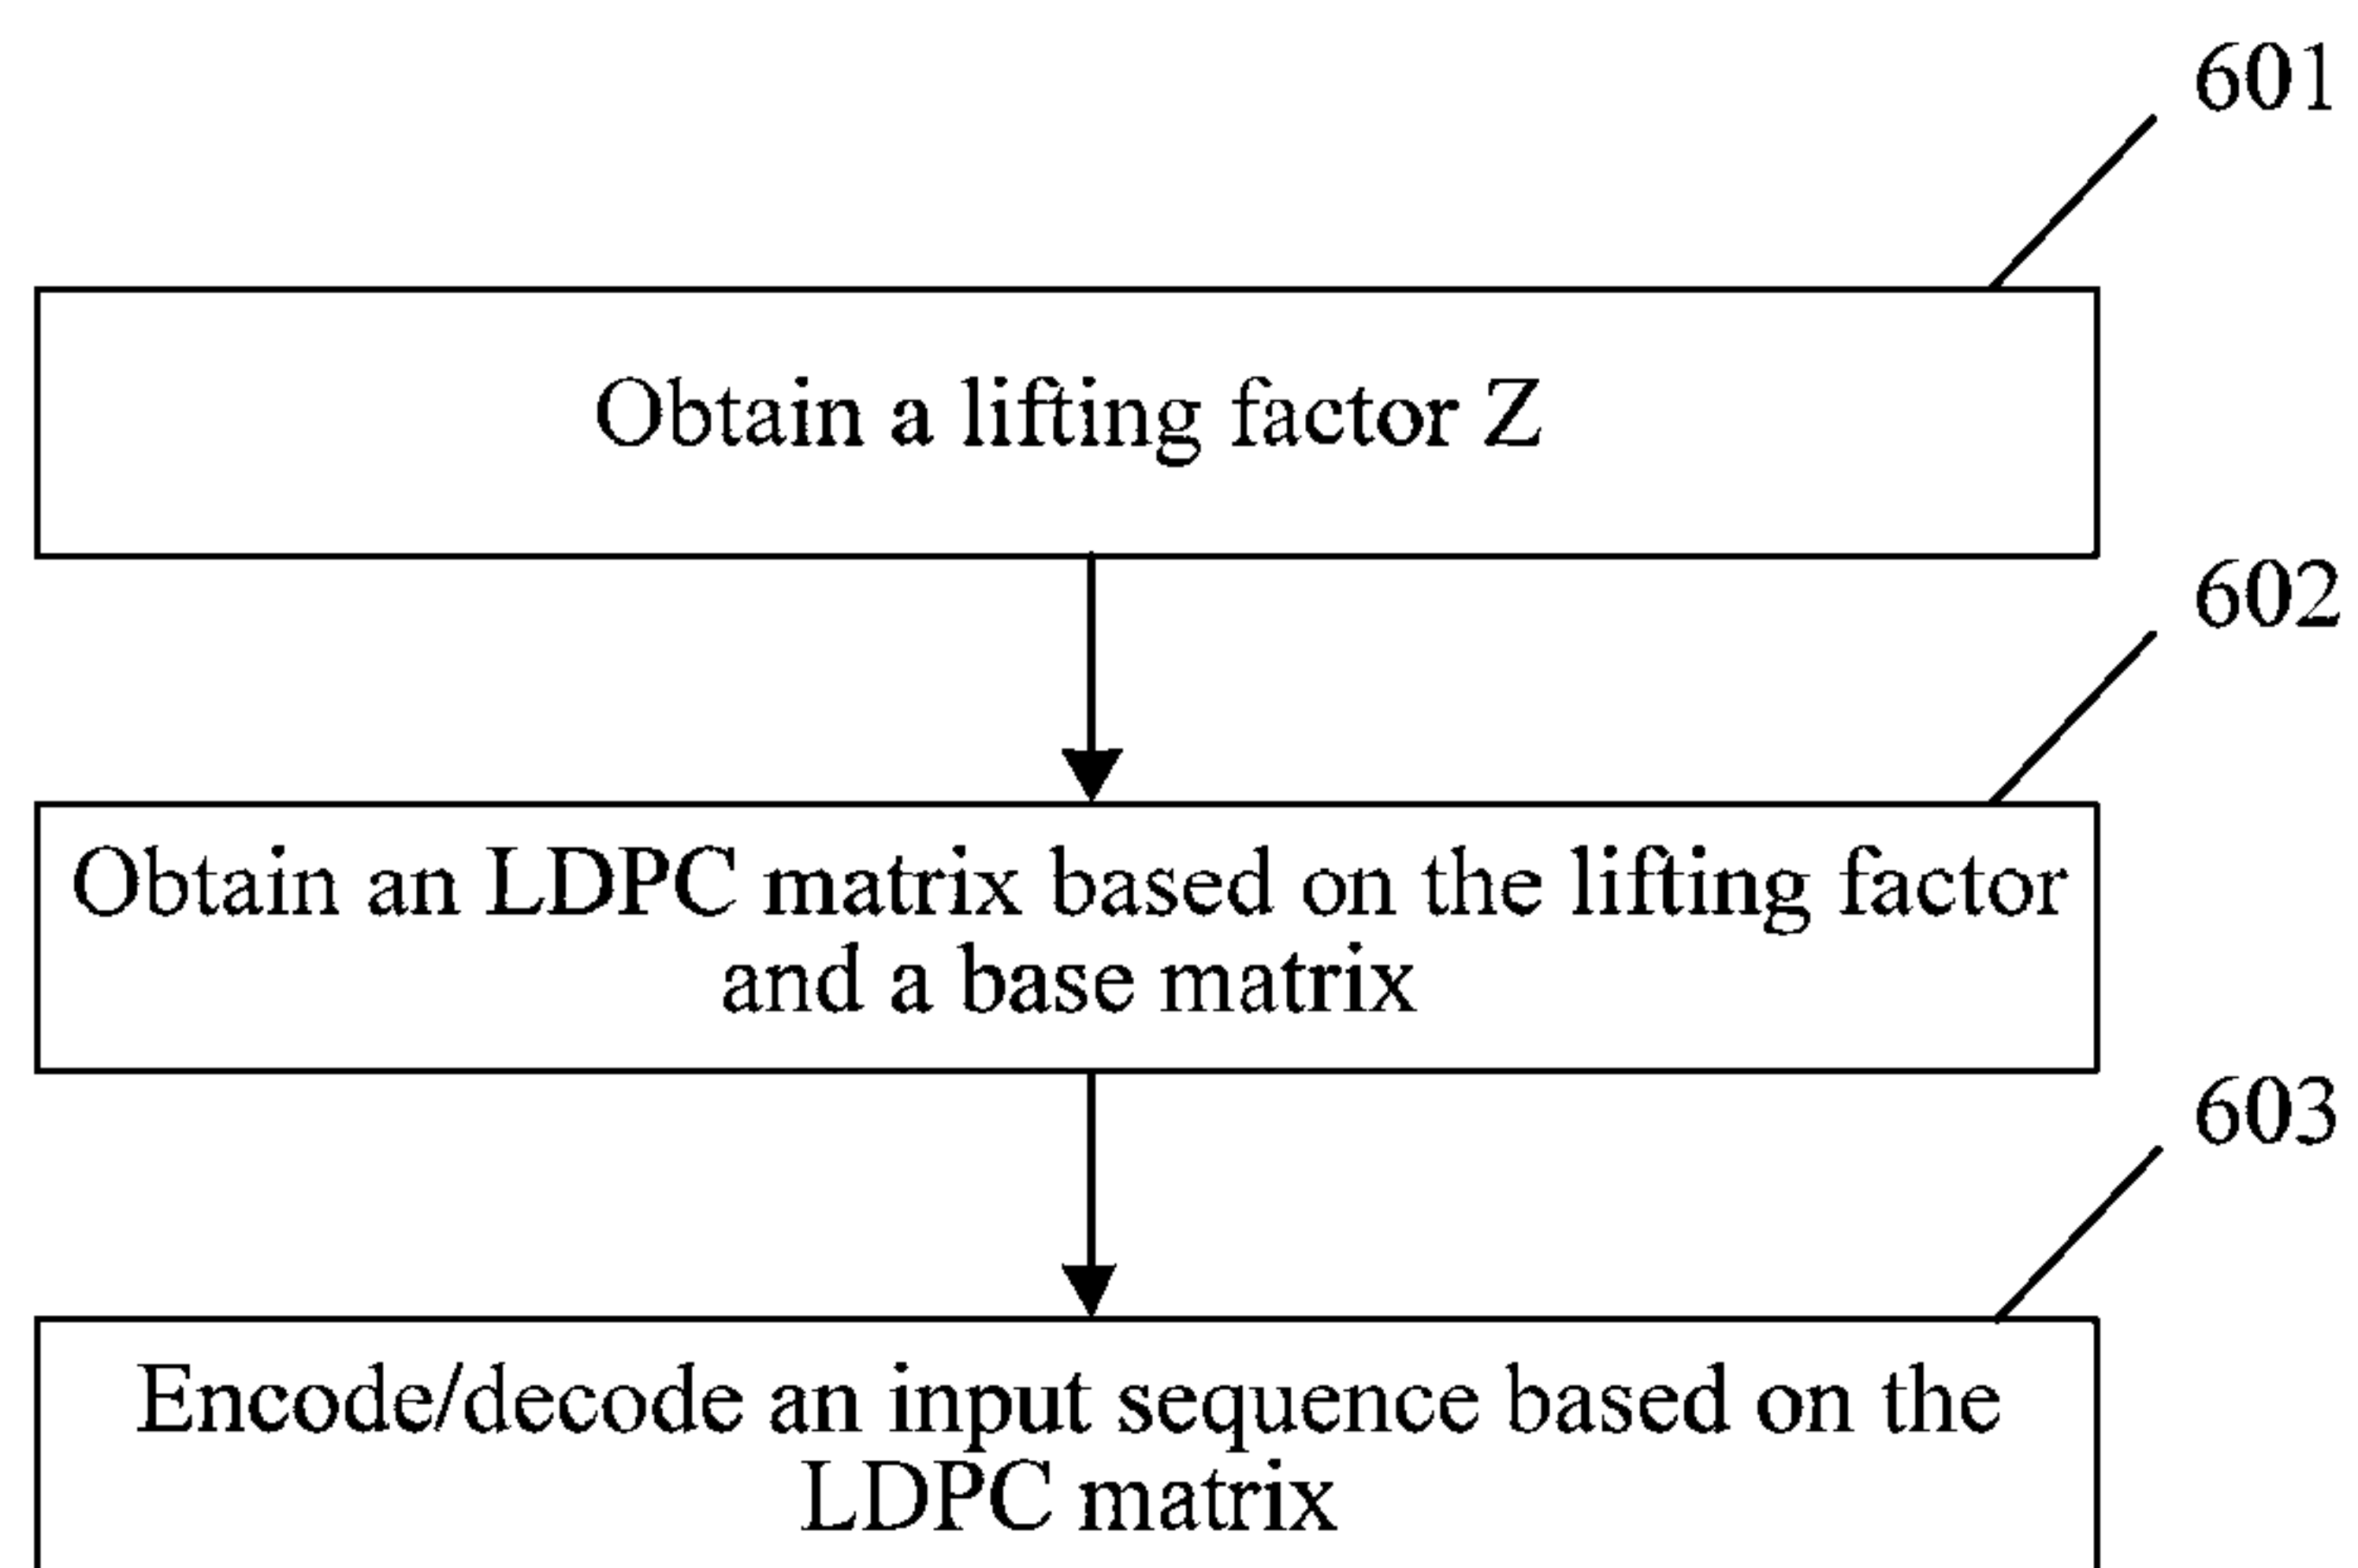 601
Obtain a lifting factor Z
602
Obtain an LDPC matrix based on the lifting factor
and a base matrix
603
Encode/decode an input sequence based on the
LDPC matrix